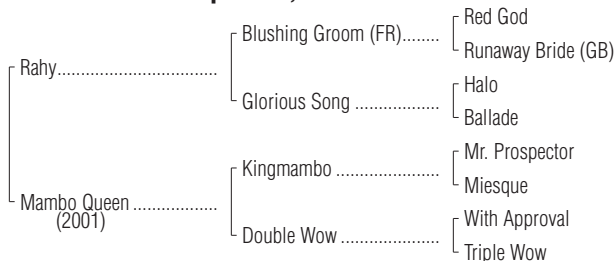 Red God
Blushing Groom (FR)........
Runaway Bride (GB)
Rahy.................................
Halo
Glorious Song .................
Ballade
Mr. Prospector
Kingmambo .....................
Miesque
Mambo Queen .................
(2001)
With Approval
Double Wow ....................
Triple Wow